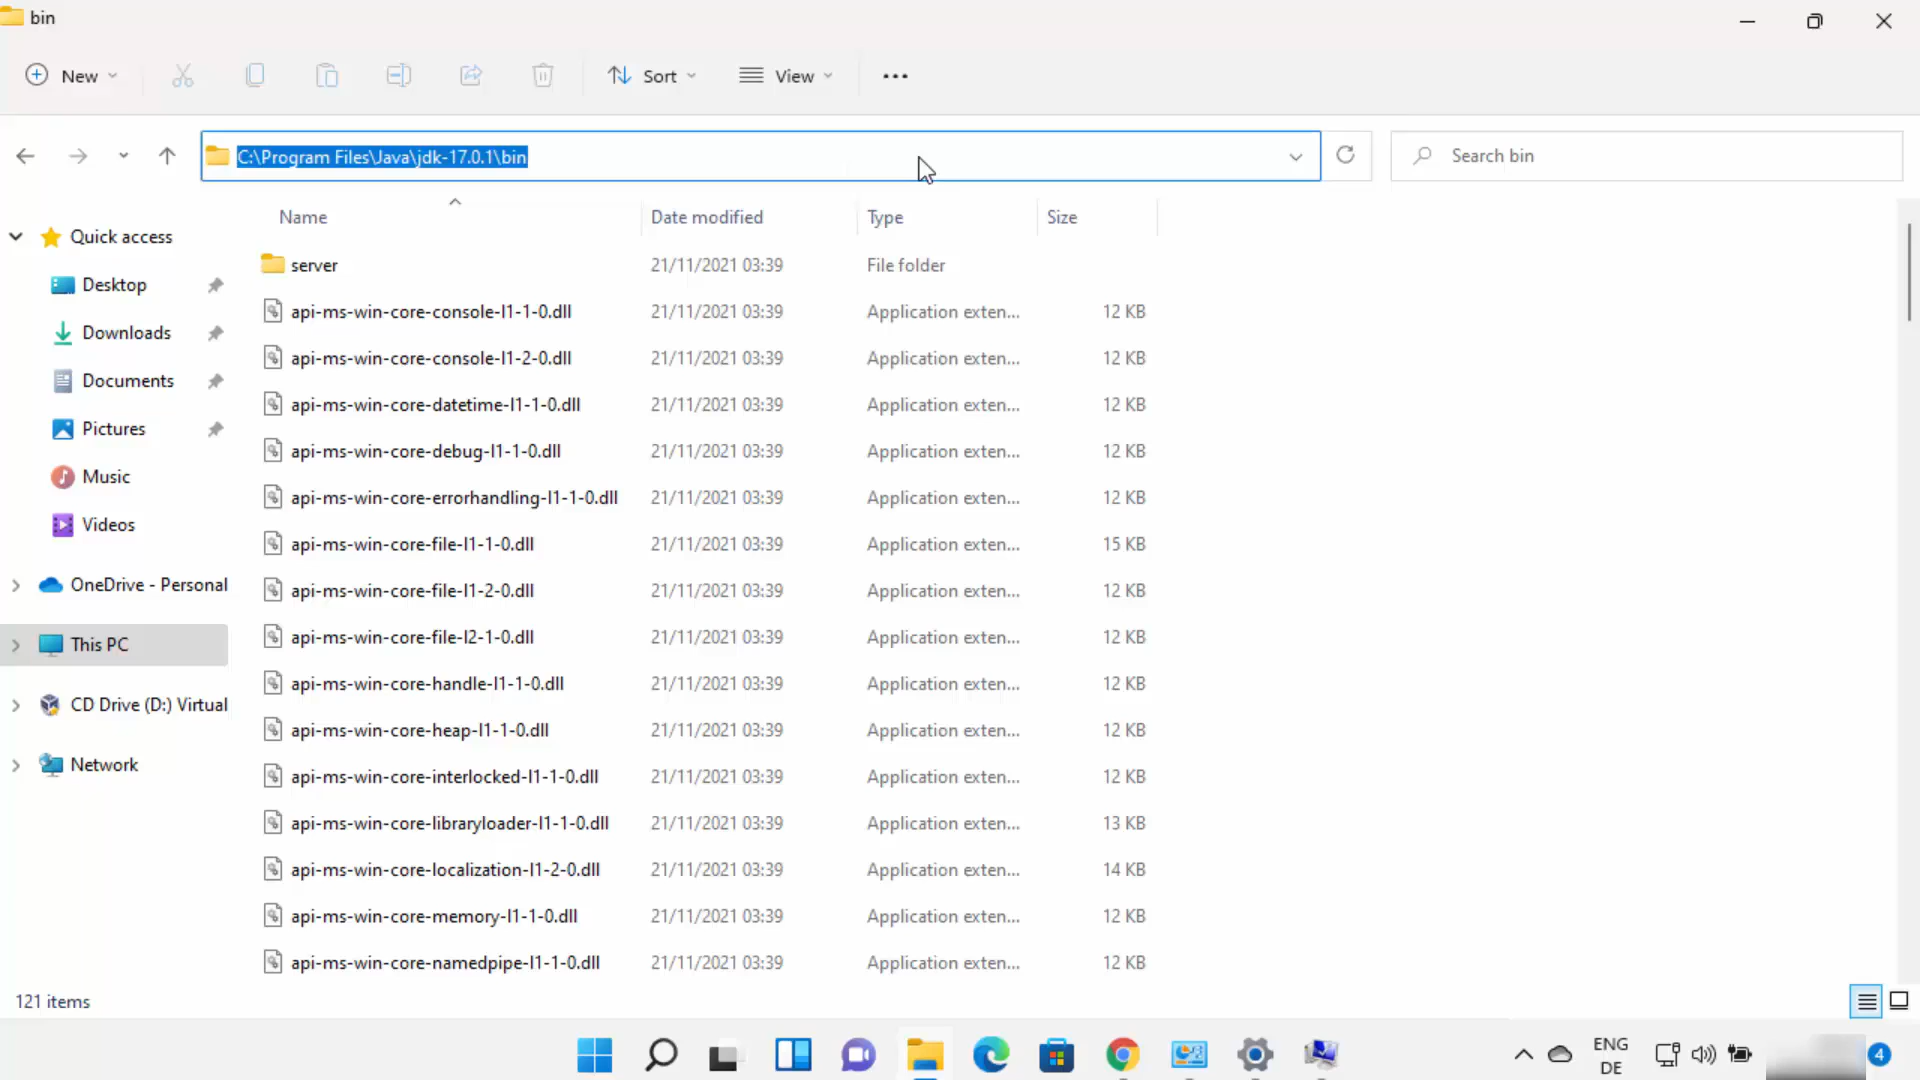 bin
New
Sort
View
C:\Program Files\Java\jdk-17.0.1\bin
Search bin
Name Date modified Type Size
Quick access
Desktop
Downloads
Documents
Pictures
Music
Videos
OneDrive - Personal
This PC
CD Drive (D:) Virtual
Network
server 21/11/2021 03:39 File folder
api-ms-win-core-console-l1-1-0.dll 21/11/2021 03:39 Application exten... 12 KB
api-ms-win-core-console-l1-2-0.dll 21/11/2021 03:39 Application exten... 12 KB
api-ms-win-core-datetime-l1-1-0.dll 21/11/2021 03:39 Application exten... 12 KB
api-ms-win-core-debug-l1-1-0.dll 21/11/2021 03:39 Application exten... 12 KB
api-ms-win-core-errorhandling-l1-1-0.dll 21/11/2021 03:39 Application exten... 12 KB
api-ms-win-core-file-l1-1-0.dll 21/11/2021 03:39 Application exten... 15 KB
api-ms-win-core-file-l1-2-0.dll 21/11/2021 03:39 Application exten... 12 KB
api-ms-win-core-file-l2-1-0.dll 21/11/2021 03:39 Application exten... 12 KB
api-ms-win-core-handle-l1-1-0.dll 21/11/2021 03:39 Application exten... 12 KB
api-ms-win-core-heap-l1-1-0.dll 21/11/2021 03:39 Application exten... 12 KB
api-ms-win-core-interlocked-l1-1-0.dll 21/11/2021 03:39 Application exten... 12 KB
api-ms-win-core-libraryloader-l1-1-0.dll 21/11/2021 03:39 Application exten... 13 KB
api-ms-win-core-localization-l1-2-0.dll 21/11/2021 03:39 Application exten... 14 KB
api-ms-win-core-memory-l1-1-0.dll 21/11/2021 03:39 Application exten... 12 KB
api-ms-win-core-namedpipe-l1-1-0.dll 21/11/2021 03:39 Application exten... 12 KB
121 items
ENG
DE
4